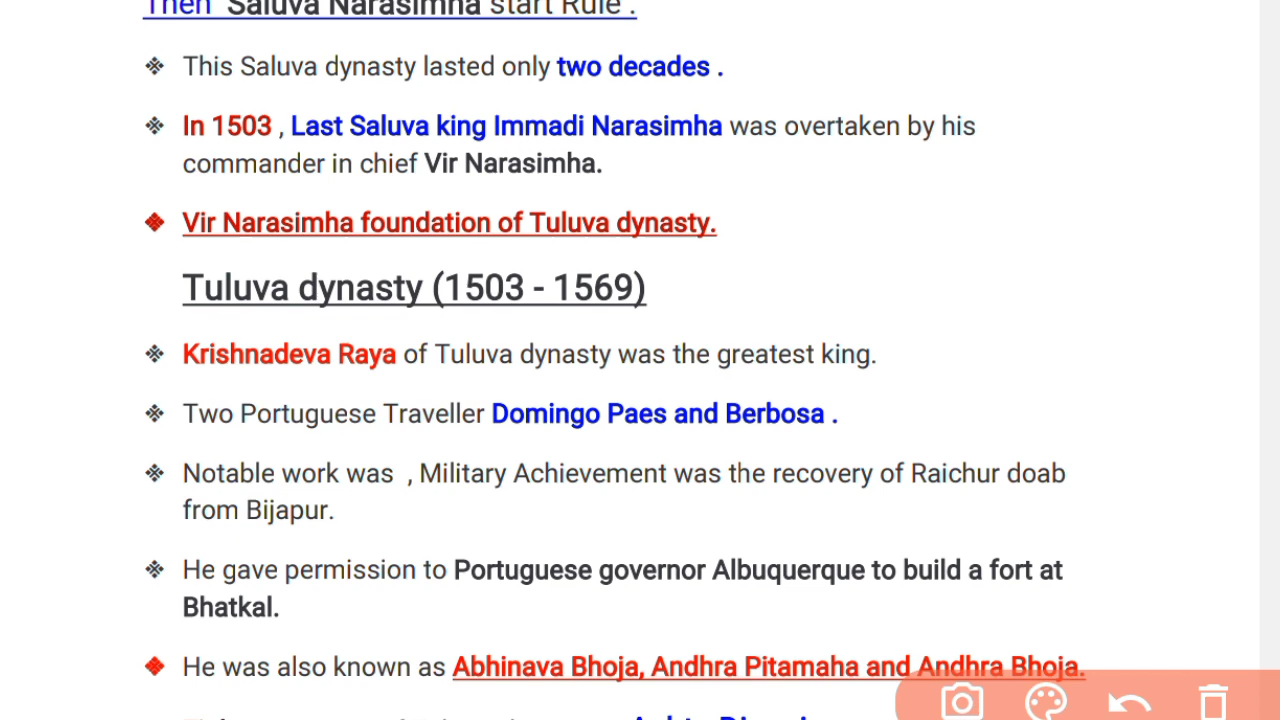 Then Saluva Narasimha start Rule .
❖ This Saluva dynasty lasted only two decades .
❖ In 1503 , Last Saluva king Immadi Narasimha was overtaken by his
commander in chief Vir Narasimha.
❖ Vir Narasimha foundation of Tuluva dynasty.
Tuluva dynasty (1503 - 1569)
❖ Krishnadeva Raya of Tuluva dynasty was the greatest king.
❖ Two Portuguese Traveller Domingo Paes and Berbosa .
❖ Notable work was , Military Achievement was the recovery of Raichur doab
from Bijapur.
❖ He gave permission to Portuguese governor Albuquerque to build a fort at
Bhatkal.
❖ He was also known as Abhinava Bhoja, Andhra Pitamaha and Andhra Bhoja.